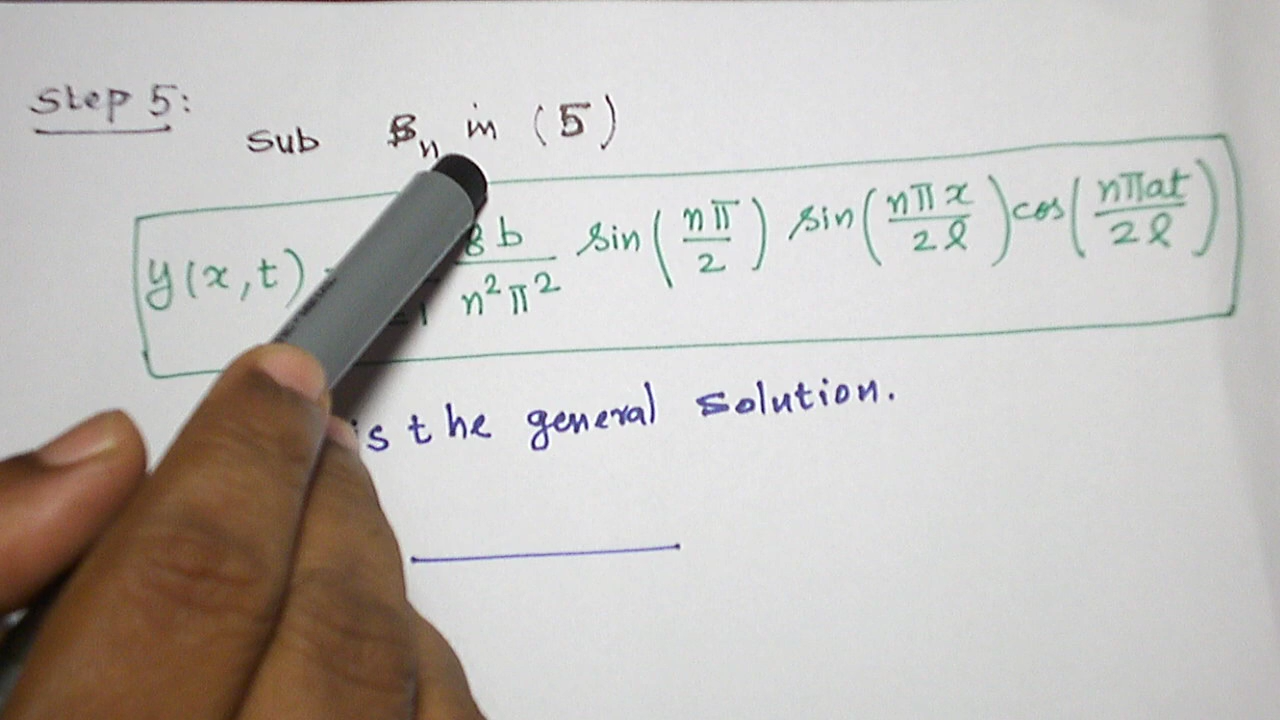 Step 5:
Sub Bn in (5)
y(x,t) 8b/n²π² sin(nπ/2) sin(nπx/2l) cos(nπat/2l)
is the general solution.